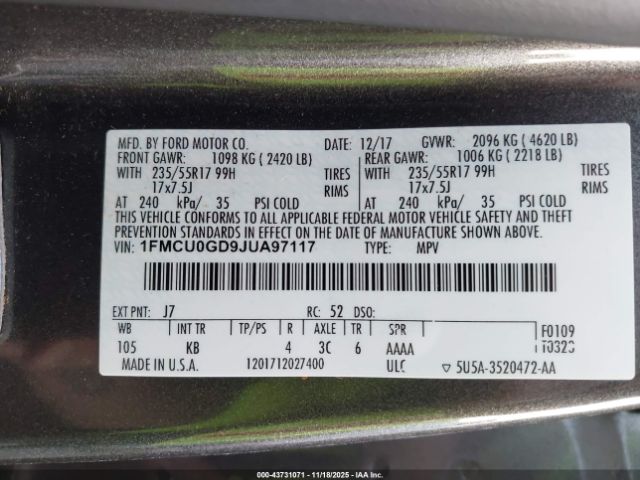 MFD. BY FORD MOTOR CO. DATE: 12/17 GVWR: 2096 KG ( 4620 LB)
FRONT GAWR: 1098 KG ( 2420 LB) REAR GAWR: 1006 KG ( 2218 LB)
WITH 235/55R17 99H TIRES WITH 235/55R17 99H TIRES
17x7.5J RIMS 17x7.5J RIMS
AT 240 kPa/ 35 PSI COLD AT 240 kPa/ 35 PSI COLD
THIS VEHICLE CONFORMS TO ALL APPLICABLE FEDERAL MOTOR VEHICLE SAFETY AND THEFT
PREVENTION STANDARDS IN EFFECT ON THE DATE OF MANUFACTURE SHOWN ABOVE.
VIN: 1FMCU0GD9JUA97117 TYPE: MPV
EXT PNT: J7 RC: 52 DSO:
WB INT TR TP/PS R AXLE TR SPR F0109
105 KB 4 3C 6 AAAA
MADE IN U.S.A. 1201712027400 ULC ▽ 5U5A-3520472-AA
000-43731071 - 11/18/2025 - IAAI.COM